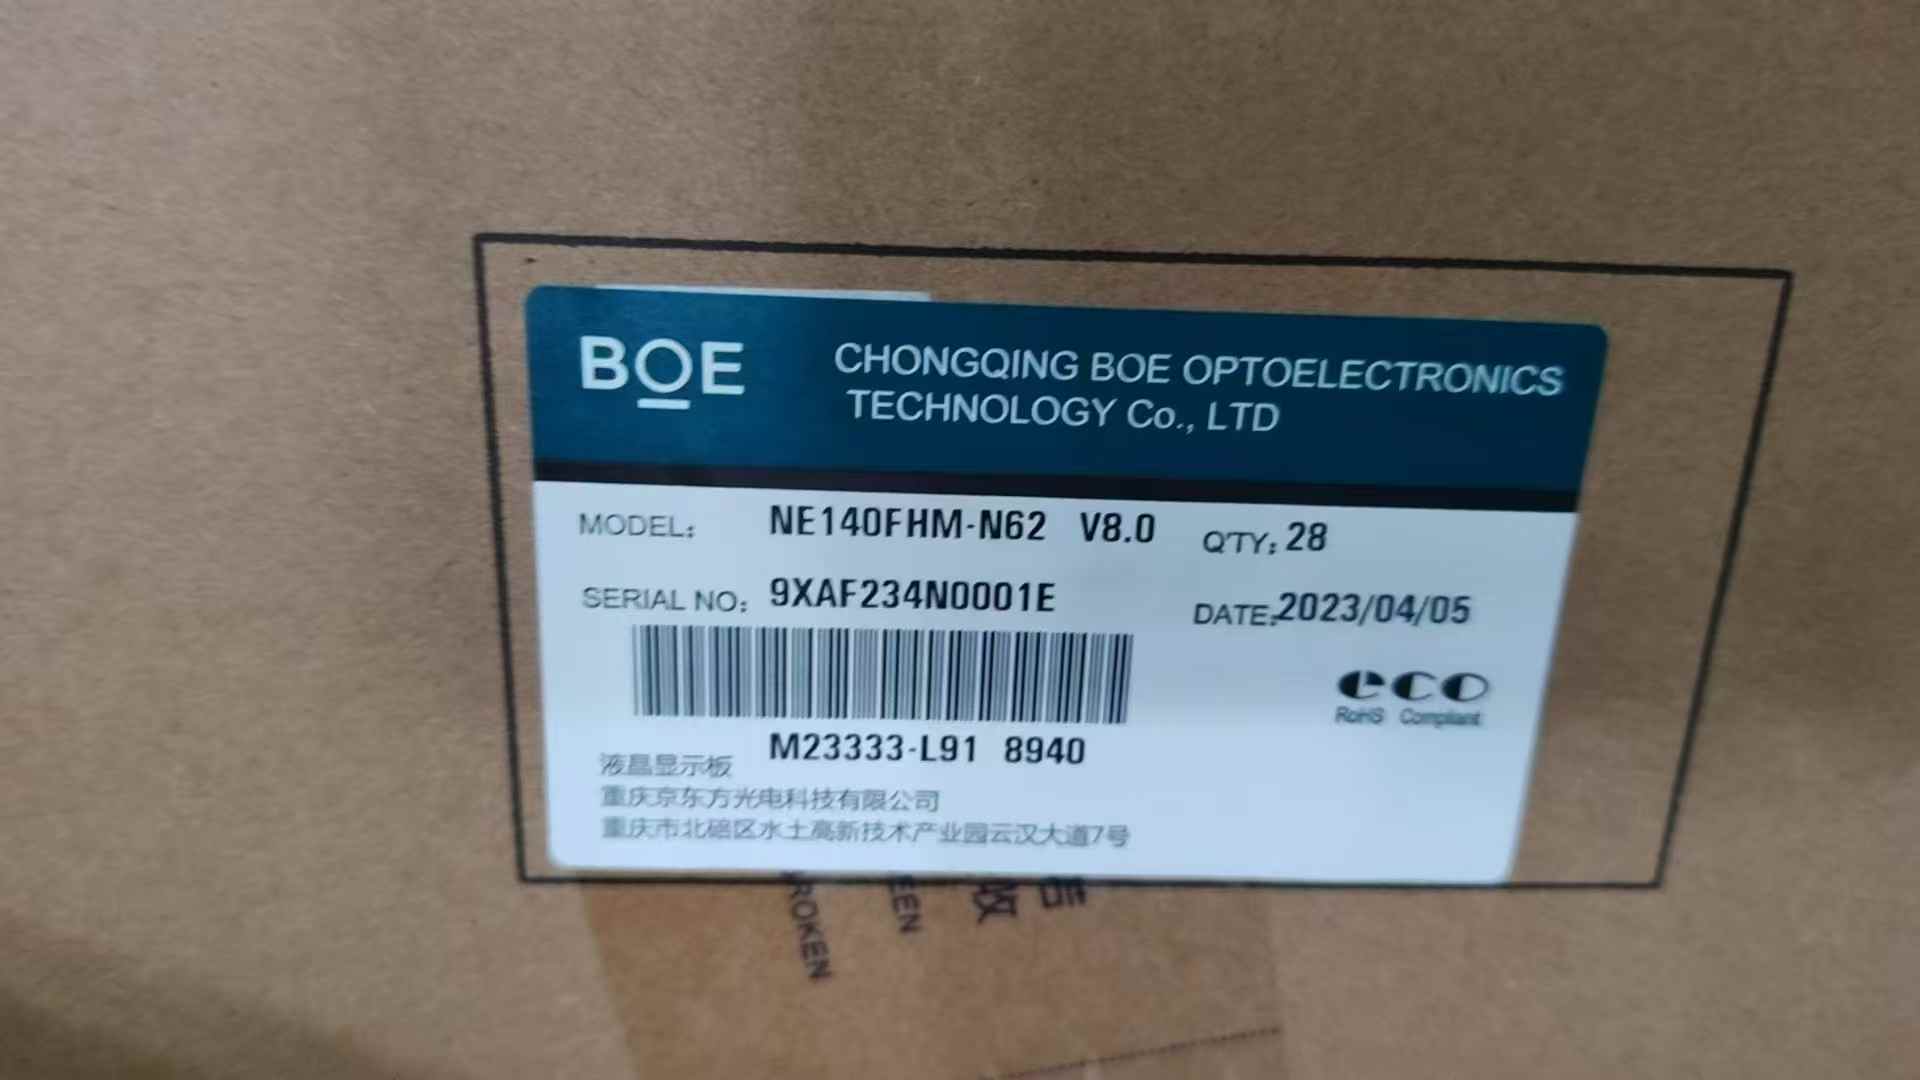 BOE
CHONGQING BOE OPTOELECTRONICS
TECHNOLOGY Co., LTD
MODEL: NE140FHM-N62 V8.0 Q'TY: 28
SERIAL NO: 9XAF234N0001E
DATE:2023/04/05
eco
RoHS Compliant
M23333-L91 8940
液晶显示板
重庆京东方光电科技有限公司
重庆市北碚区水土高新技术产业园云汉大道7号